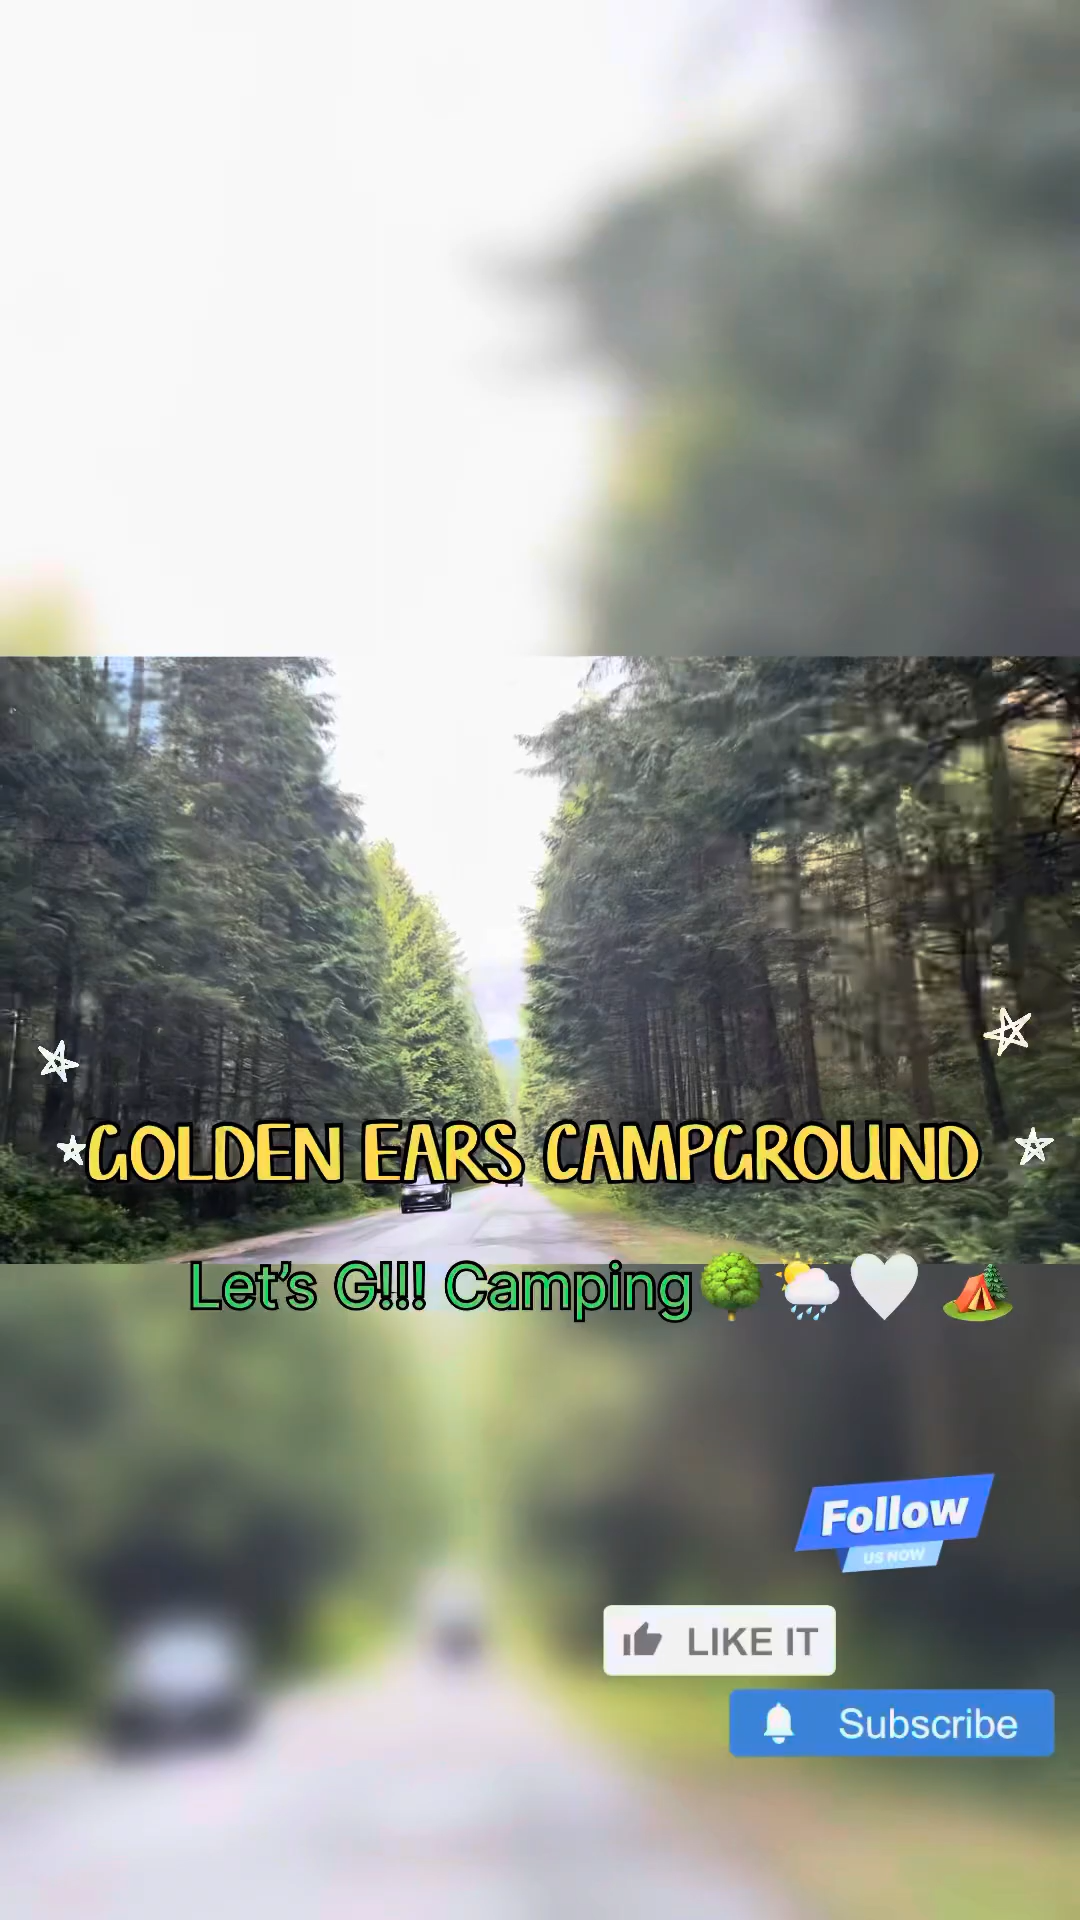 GOLDEN EARS CAMPGROUND
Let's G!!! Camping🌳🌦️🤍 🏕️
Follow
US NOW
LIKE IT
Subscribe